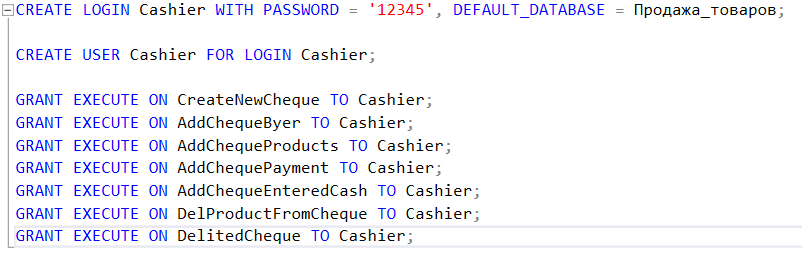 CREATE LOGIN Cashier WITH PASSWORD = '12345', DEFAULT_DATABASE = Продажа_товаров;
CREATE USER Cashier FOR LOGIN Cashier;
GRANT EXECUTE ON CreateNewCheque TO Cashier;
GRANT EXECUTE ON AddChequeByer TO Cashier;
GRANT EXECUTE ON AddChequeProducts TO Cashier;
GRANT EXECUTE ON AddChequePayment TO Cashier;
GRANT EXECUTE ON AddChequeEnteredCash TO Cashier;
GRANT EXECUTE ON DelProductFromCheque TO Cashier;
GRANT EXECUTE ON DelitedCheque TO Cashier;